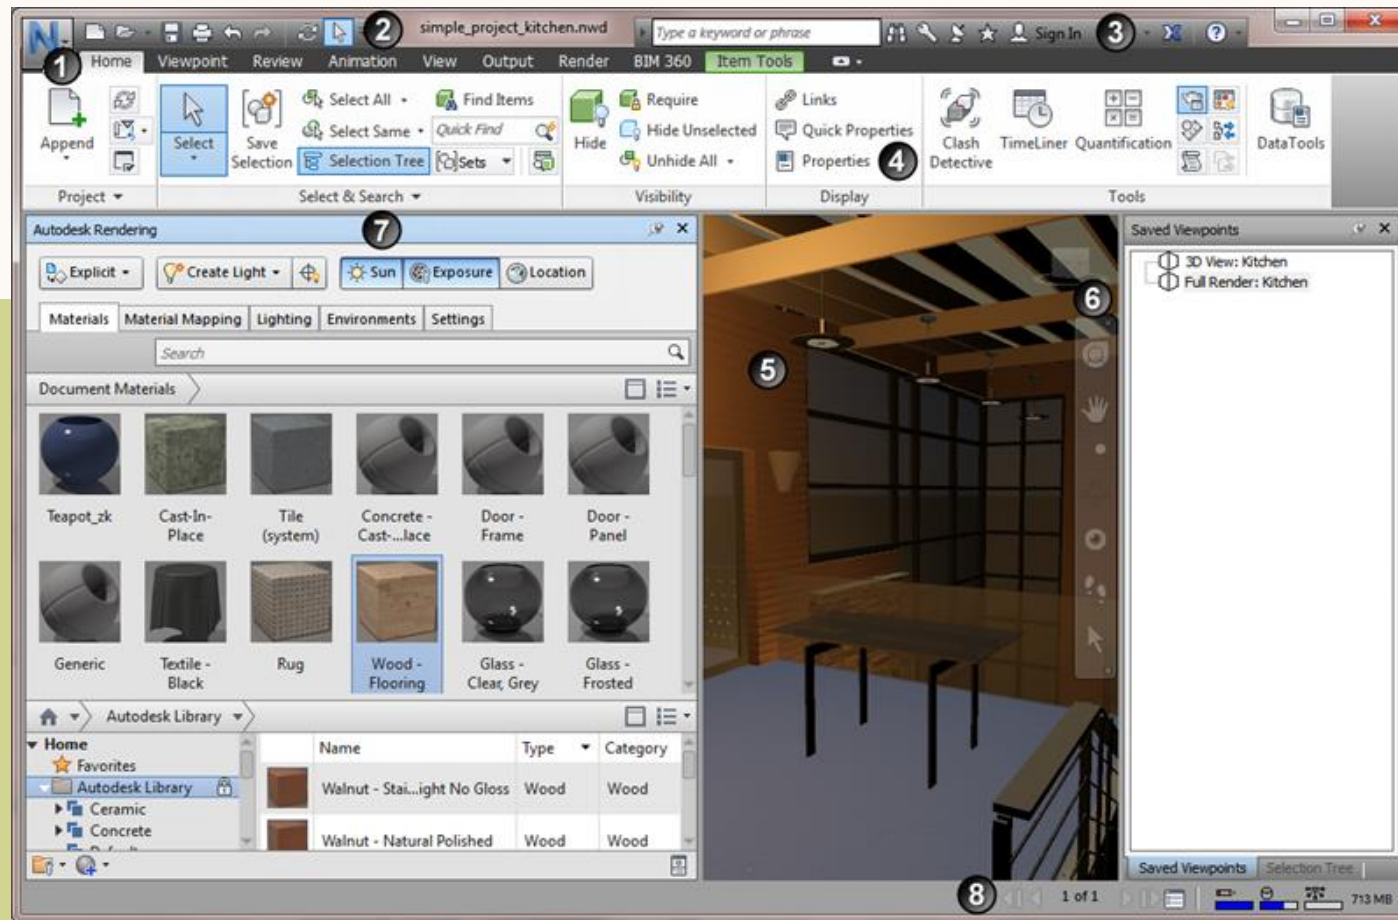 N
2
simple_project_kitchen.nwd
Type a keyword or phrase
Sign In
3
?
1
Home Viewpoint Review Animation View Output Render BIM 360 Item Tools
Append
Select
Save
Selection
Select All
Select Same
Selection Tree
Find Items
Quick Find
Sets
Hide
Require
Hide Unselected
Unhide All
Links
Quick Properties
Properties
4
Clash
Detective
TimeLiner
Quantification
DataTools
Project
Select & Search
Visibility
Display
Tools
Autodesk Rendering
7
Explicit
Create Light
Sun
Exposure
Location
Materials Material Mapping Lighting Environments Settings
Search
Document Materials
Teapot_zk
Cast-In-
Place
Tile
(system)
Concrete -
Cast-...lace
Door -
Frame
Door -
Panel
Generic
Textile -
Black
Rug
Wood -
Flooring
Glass -
Clear, Grey
Glass -
Frosted
Autodesk Library
Home
Favorites
Autodesk Library
Ceramic
Concrete
Name Type Category
Walnut - Stai...ight No Gloss Wood Wood
Walnut - Natural Polished Wood Wood
5
6
Saved Viewpoints
3D View: Kitchen
Full Render: Kitchen
Saved Viewpoints Selection Tree
8
1 of 1
713 MB